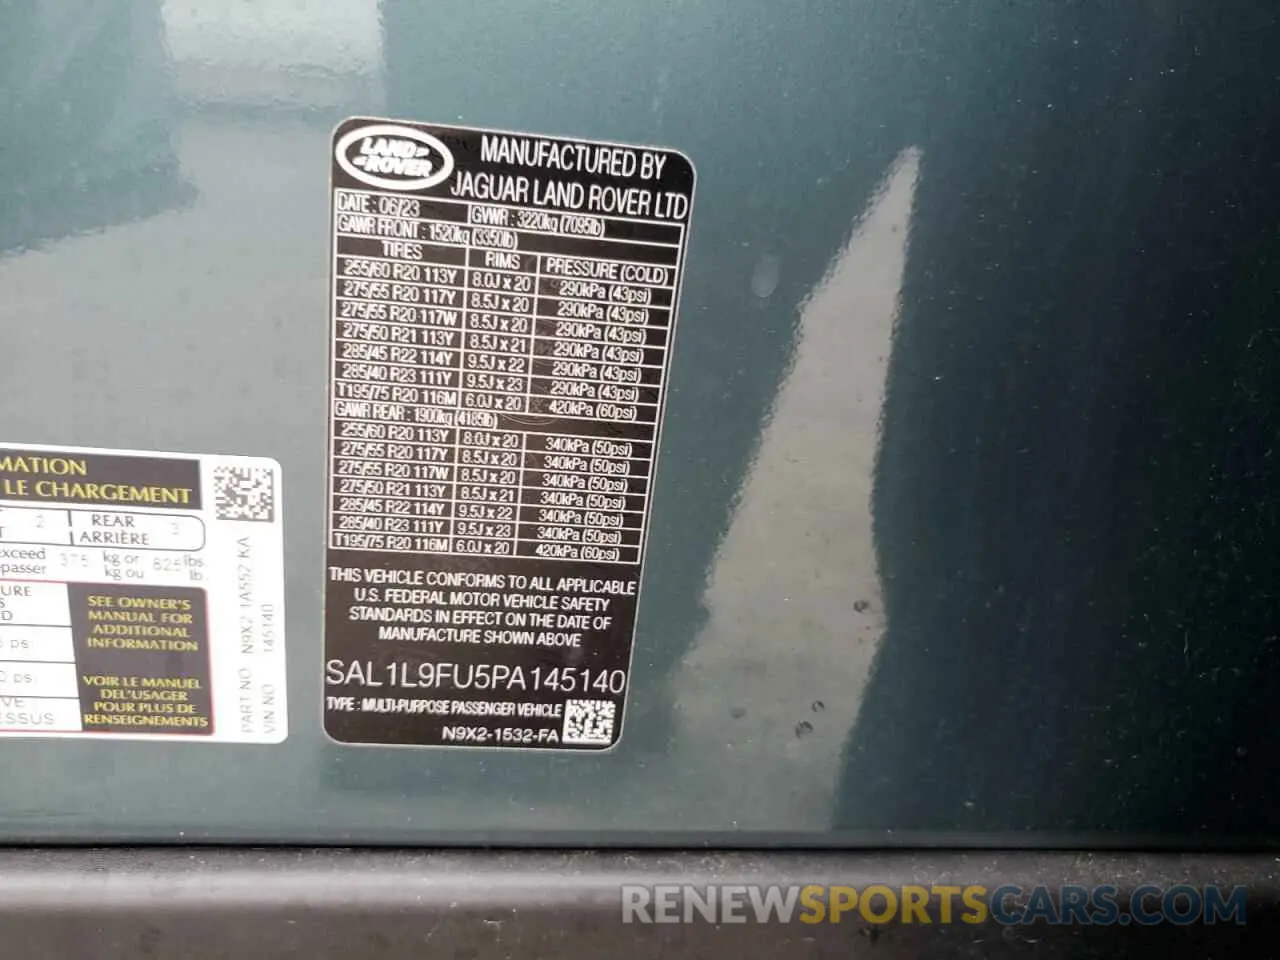 LAND ROVER
MANUFACTURED BY
JAGUAR LAND ROVER LTD
DATE : 06/23 GVWR : 3220kg (7095lb)
GAWR FRONT : 1520kg (3350lb)
TIRES RIMS PRESSURE (COLD)
255/60 R20 113Y 8.0J x 20 290kPa (43psi)
275/55 R20 117Y 8.5J x 20 290kPa (43psi)
275/55 R20 117W 8.5J x 20 290kPa (43psi)
275/50 R21 113Y 8.5J x 21 290kPa (43psi)
285/45 R22 114Y 9.5J x 22 290kPa (43psi)
285/40 R23 111Y 9.5J x 23 290kPa (43psi)
T195/75 R20 116M 6.0J x 20 420kPa (60psi)
GAWR REAR : 1900kg (4185lb)
255/60 R20 113Y 8.0J x 20 340kPa (50psi)
275/55 R20 117Y 8.5J x 20 340kPa (50psi)
275/55 R20 117W 8.5J x 20 340kPa (50psi)
275/50 R21 113Y 8.5J x 21 340kPa (50psi)
285/45 R22 114Y 9.5J x 22 340kPa (50psi)
285/40 R23 111Y 9.5J x 23 340kPa (50psi)
T195/75 R20 116M 6.0J x 20 420kPa (60psi)
THIS VEHICLE CONFORMS TO ALL APPLICABLE
U.S. FEDERAL MOTOR VEHICLE SAFETY
STANDARDS IN EFFECT ON THE DATE OF
MANUFACTURE SHOWN ABOVE
SAL1L9FU5PA145140
TYPE : MULTI-PURPOSE PASSENGER VEHICLE
N9X2-1532-FA
MATION
LE CHARGEMENT
2 REAR 3
ARRIÈRE
exceed 375 kg or 825 lbs
passer kg ou lb.
URE
S
D
psi
0 psi
VE
ESSUS
SEE OWNER'S
MANUAL FOR
ADDITIONAL
INFORMATION
VOIR LE MANUEL
DEL'USAGER
POUR PLUS DE
RENSEIGNEMENTS
PART NO N9X2 1A552 KA
VIN NO 145140
RENEWSPORTSCARS.COM